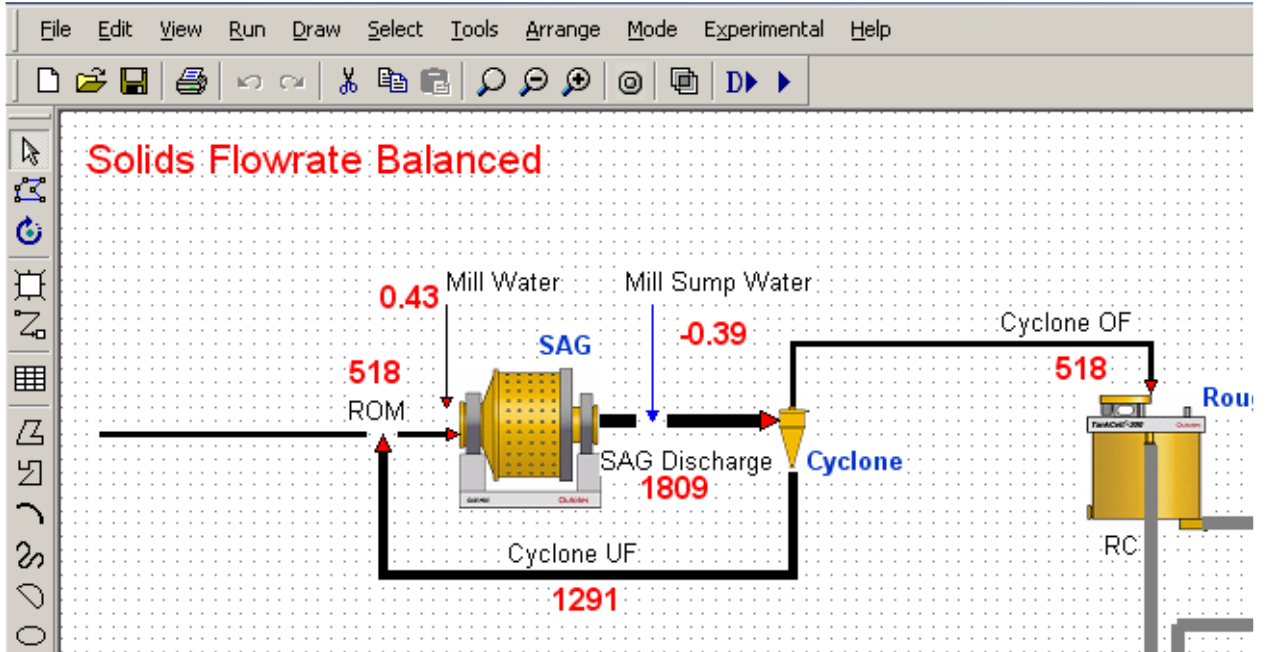 File Edit View Run Draw Select Tools Arrange Mode Experimental Help
D
Solids Flowrate Balanced
Mill Water
Mill Sump Water
0.43
-0.39
Cyclone OF
SAG
518
518
ROM
SAG Discharge
Cyclone
1809
RC
Cyclone UF
1291